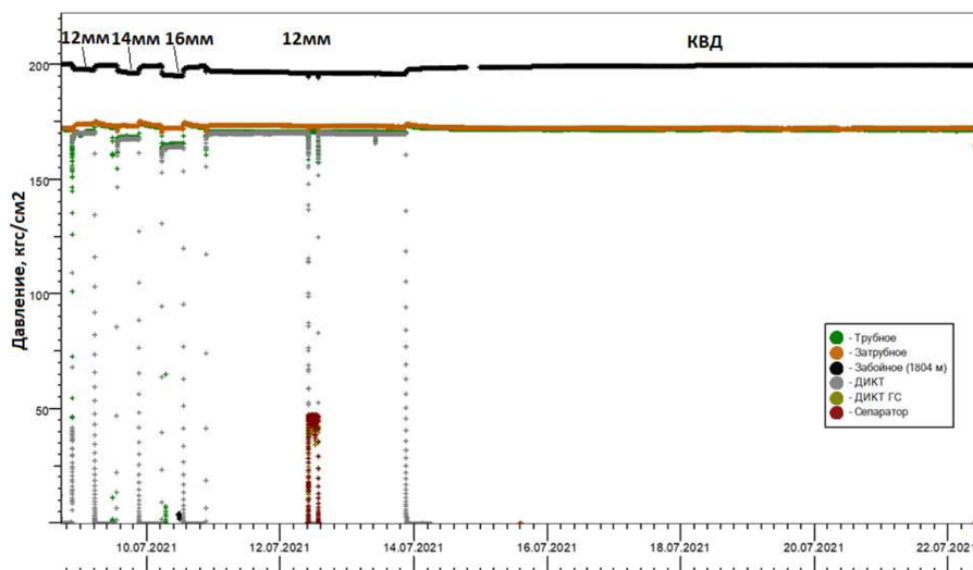 12мм 14мм 16мм 12мм КВД
200
150
100
50
Давление, кгс/см2
- Трубное
- Затрубное
- Забойное (1804 м)
- ДИКТ
- ДИКТ ГС
- Сепаратор
10.07.2021 12.07.2021 14.07.2021 16.07.2021 18.07.2021 20.07.2021 22.07.2021